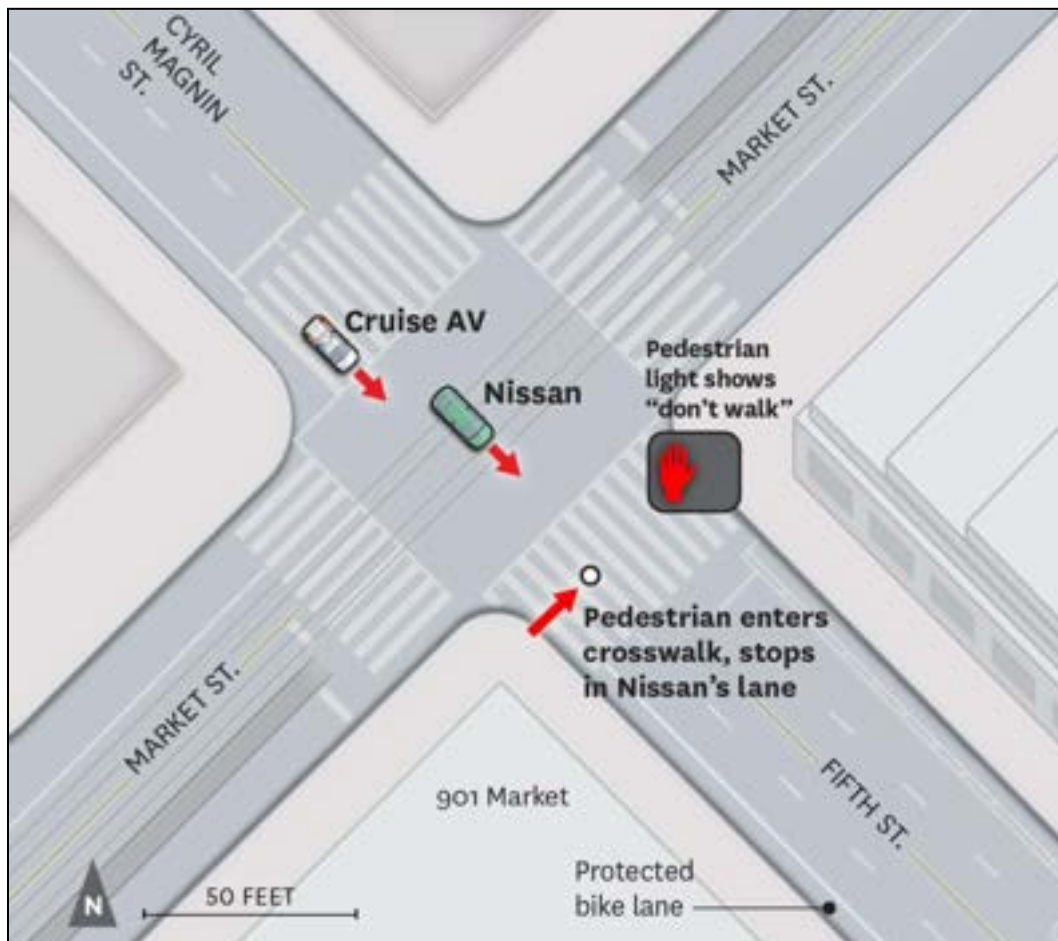 CYRIL
MAGNIN
ST.
MARKET ST.
Cruise AV
Nissan
Pedestrian
light shows
“don’t walk”
Pedestrian enters
crosswalk, stops
in Nissan’s lane
MARKET ST.
FIFTH ST.
901 Market
N
50 FEET
Protected
bike lane